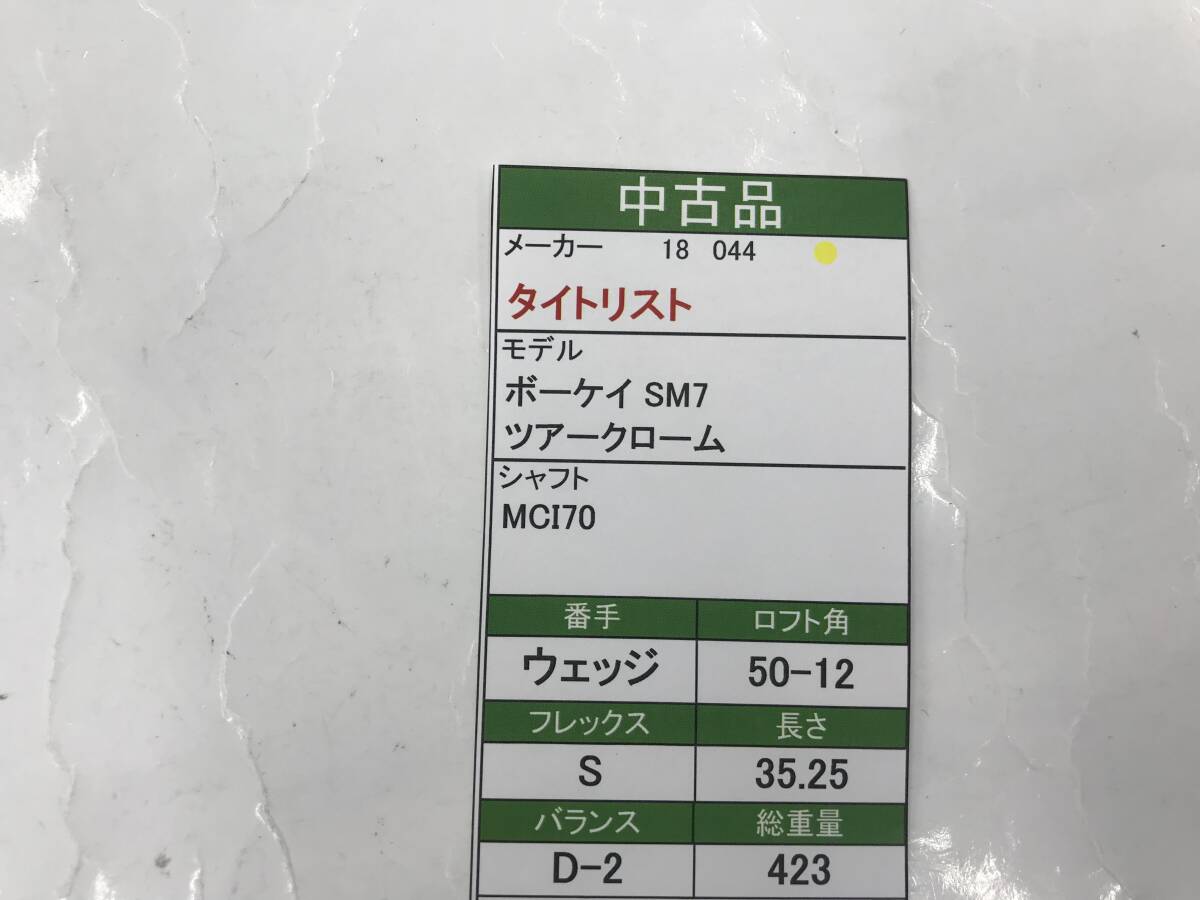 中古品
メーカー 18 044
タイトリスト
モデル
ボーケイ SM7
ツアークローム
シャフト
MCI70
番手 ロフト角
ウェッジ 50-12
フレックス 長さ
S 35.25
バランス 総重量
D-2 423